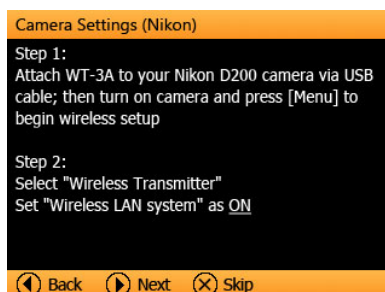 Camera Settings (Nikon)
Step 1:
Attach WT-3A to your Nikon D200 camera via USB
cable; then turn on camera and press [Menu] to
begin wireless setup
Step 2:
Select "Wireless Transmitter"
Set "Wireless LAN system" as ON
Back Next Skip